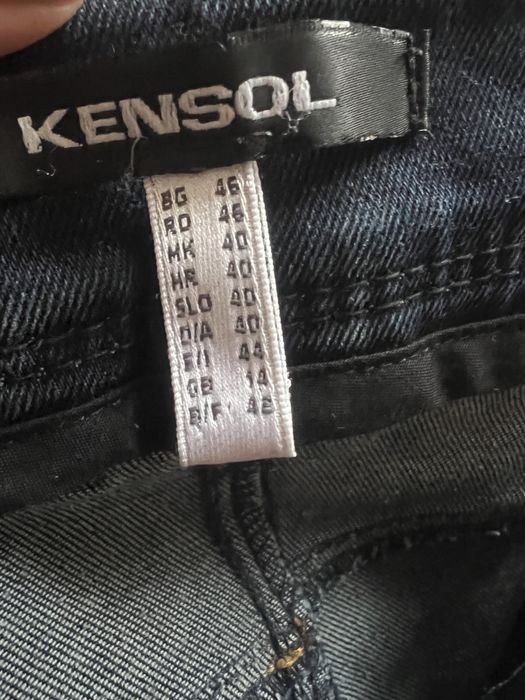 KENSOL
BG 46
RO 46
MK 40
HR 40
SLO 40
D/A 40
E/I 44
GB 14
B/F 42